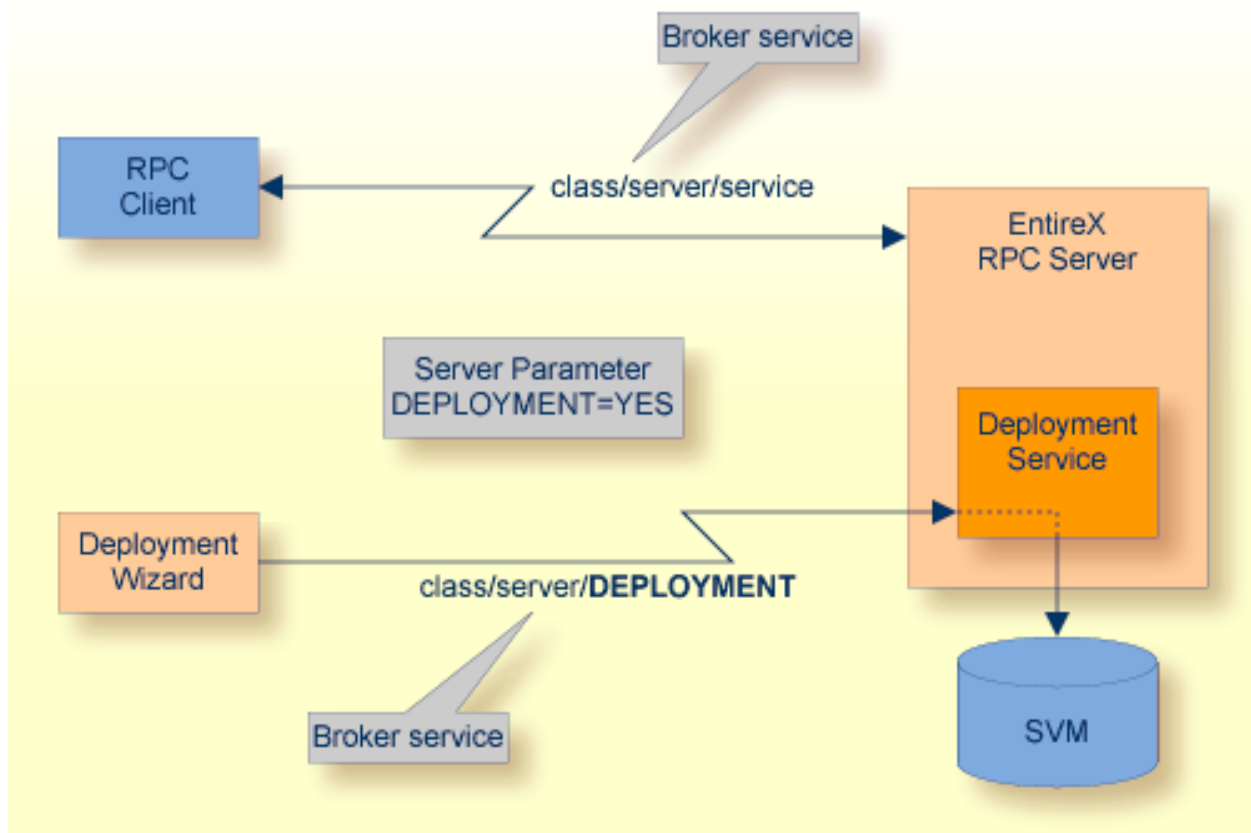 Broker service
RPC
Client
class/server/service
EntireX
RPC Server
Server Parameter
DEPLOYMENT=YES
Deployment
Service
Deployment
Wizard
class/server/DEPLOYMENT
Broker service
SVM